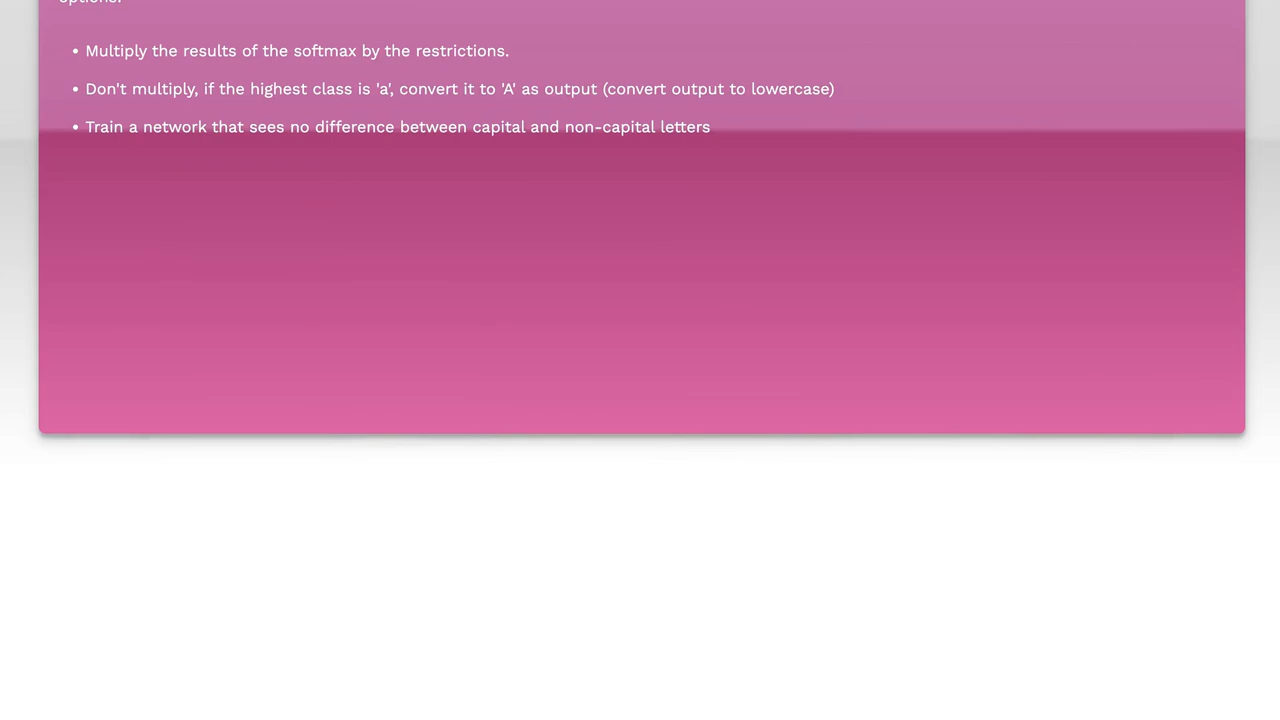 options:
• Multiply the results of the softmax by the restrictions.
• Don't multiply, if the highest class is 'a', convert it to 'A' as output (convert output to lowercase)
• Train a network that sees no difference between capital and non-capital letters